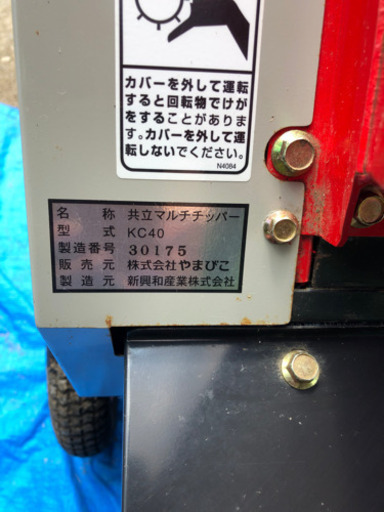 カバーを外して運転
すると回転物でけが
をすることがありま
す。カバーを外して運
転しないでください。
N4084
名　称　共立マルチチッパー
型　式　KC40
製造番号 30175
販売元　株式会社やまびこ
製造元　新興和産業株式会社